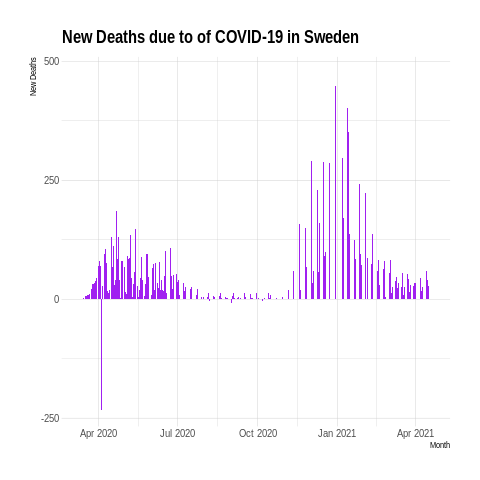 New Deaths due to of COVID-19 in Sweden
New Deaths
500
250
0
-250
Apr 2020 Jul 2020 Oct 2020 Jan 2021 Apr 2021
Month